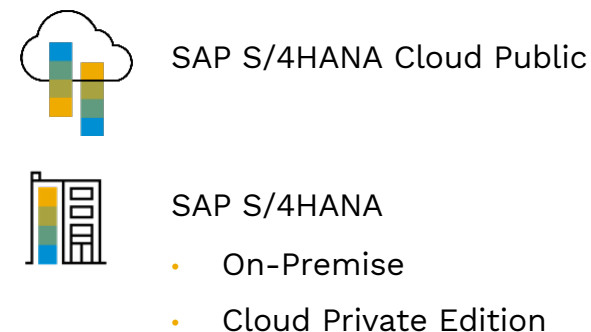 SAP S/4HANA Cloud Public
SAP S/4HANA
• On-Premise
• Cloud Private Edition